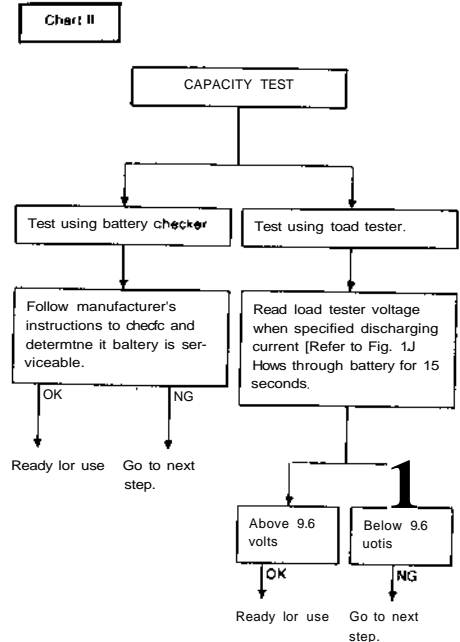 Chart II
CAPACITY TEST
Test using battery checker
Test using toad tester.
Follow manufacturer's
instructions to chedfc and
determtne it baltery is ser-
viceable.
OK
NG
Ready lor use
Go to next
step.
Read load tester voltage
when specified discharging
current [Refer to Fig. 1J
Hows through battery for 15
seconds.
1
Above 9.6
volts
Below 9.6
uotis
OK
NG
Ready lor use
Go to next
step.